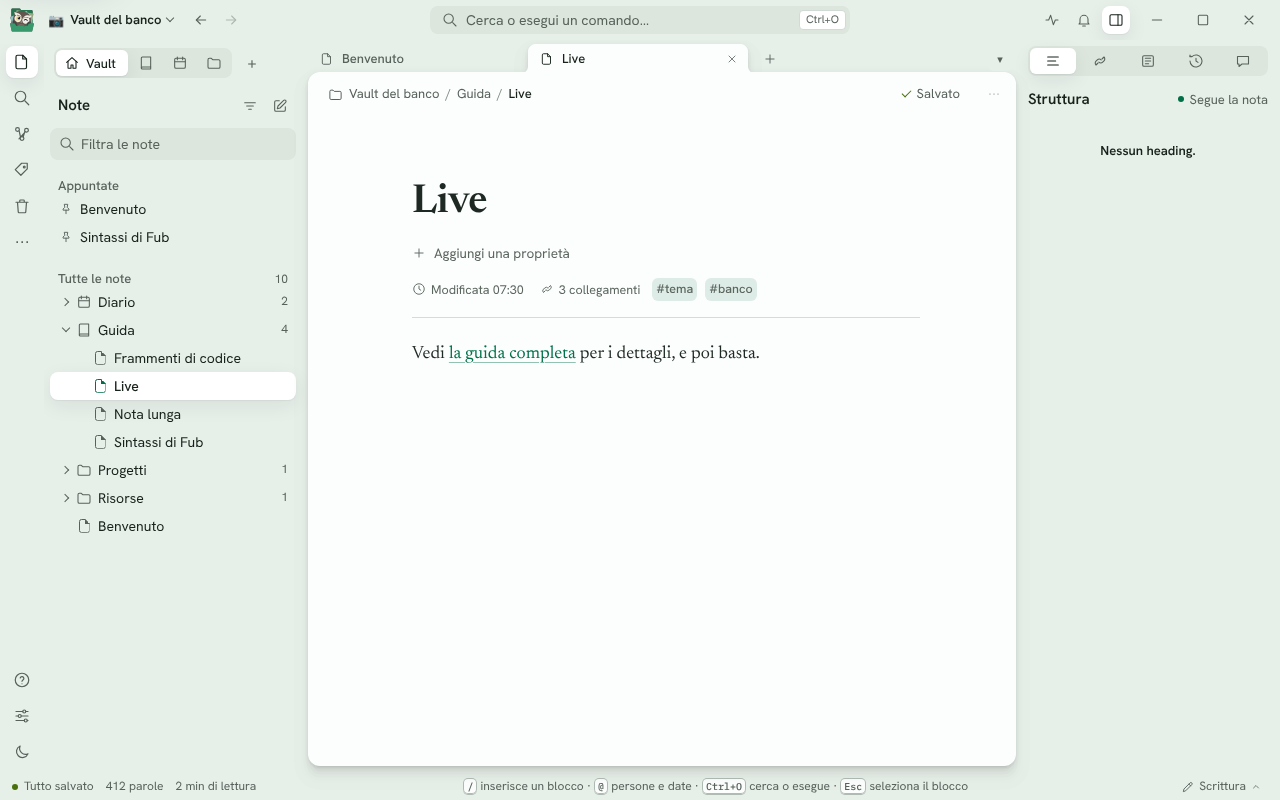 Vault del banco
Cerca o esegui un comando…
Ctrl+O
Vault
Benvenuto
Live
Note
Filtra le note
Appuntate
Benvenuto
Sintassi di Fub
Tutte le note 10
Diario 2
Guida 4
Frammenti di codice
Live
Nota lunga
Sintassi di Fub
Progetti 1
Risorse 1
Benvenuto
Vault del banco / Guida / Live
Salvato
Live
Aggiungi una proprietà
Modificata 07:30 3 collegamenti #tema #banco
Vedi la guida completa per i dettagli, e poi basta.
Struttura
Segue la nota
Nessun heading.
Tutto salvato 412 parole 2 min di lettura
/ inserisce un blocco · @ persone e date · Ctrl+O cerca o esegue · Esc seleziona il blocco
Scrittura